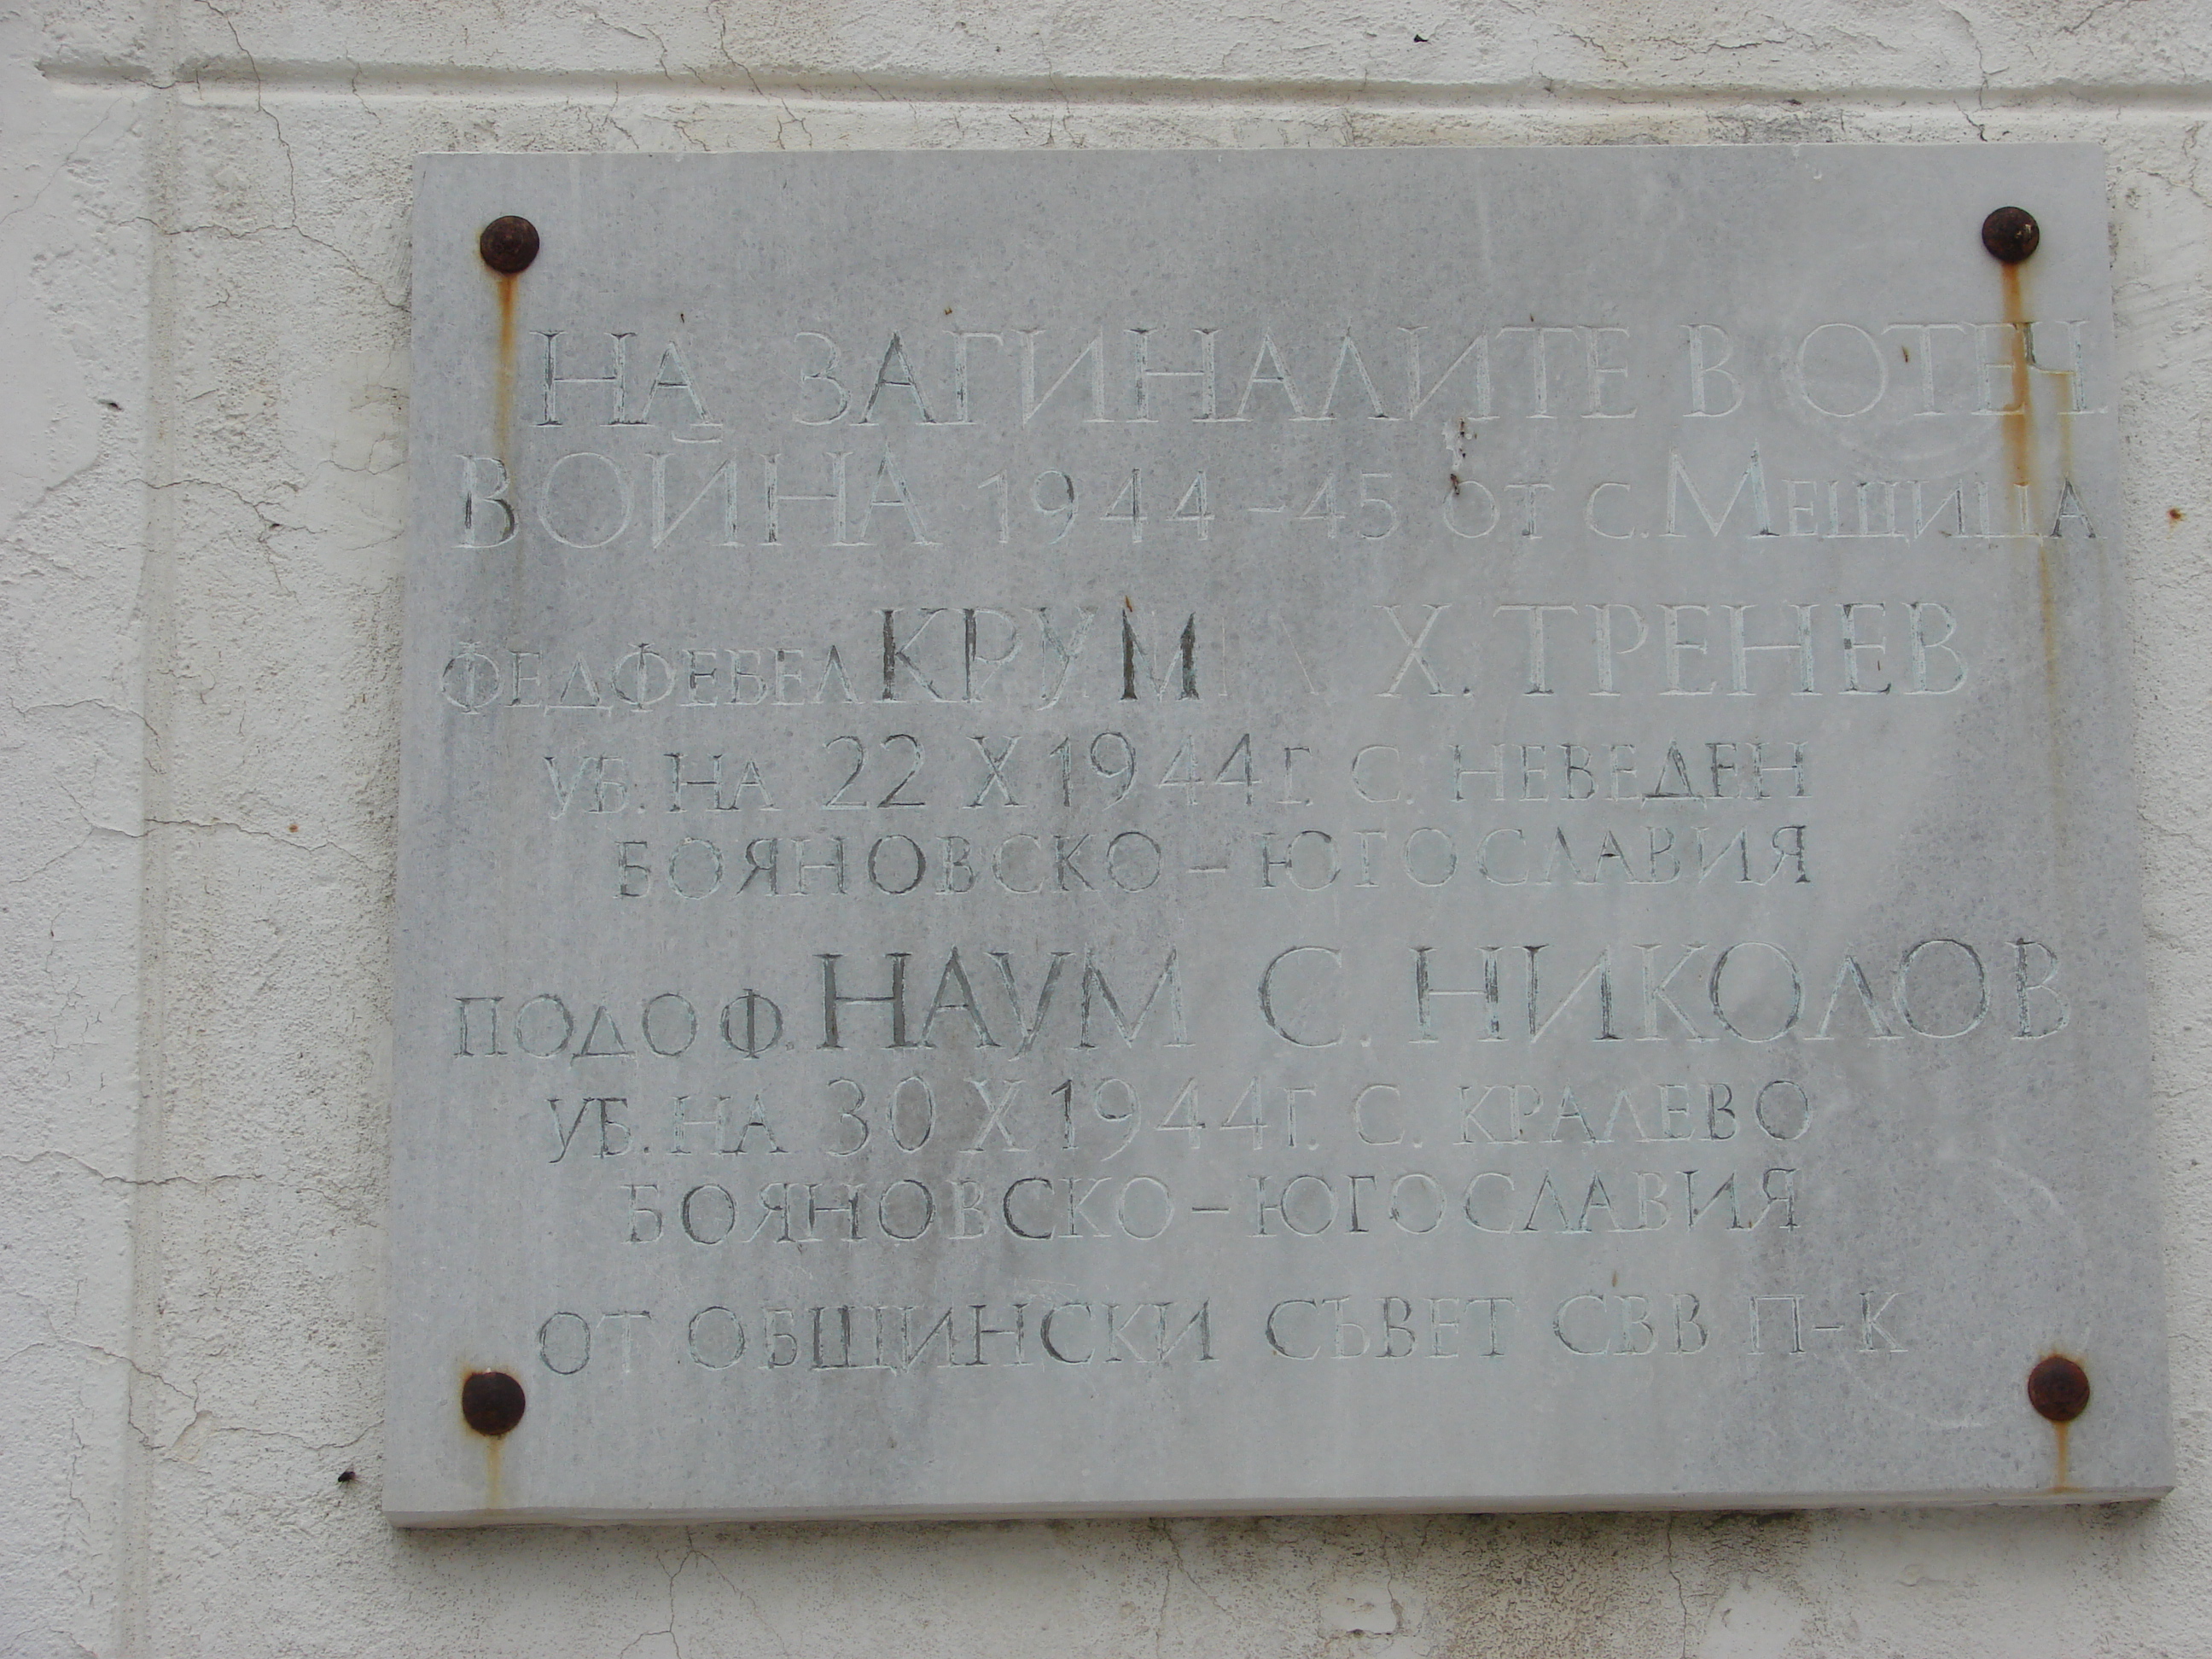 НА ЗАГИНАЛИТЕ В ОТЕЧ.
ВОЙНА 1944-45 ОТ С. МЕЩИЦА
ФЕДФЕБЕЛ КРУМ Х. ТРЕНЕВ
УБ. НА 22 X 1944 Г. С. НЕВЕДЕН
БОЯНОВСКО – ЮГОСЛАВИЯ
ПОДОФ. НАУМ С. НИКОЛОВ
УБ. НА 30 X 1944 Г. С. КРАЛЕВО
БОЯНОВСКО – ЮГОСЛАВИЯ
ОТ ОБЩИНСКИ СЪВЕТ СВВ П-К